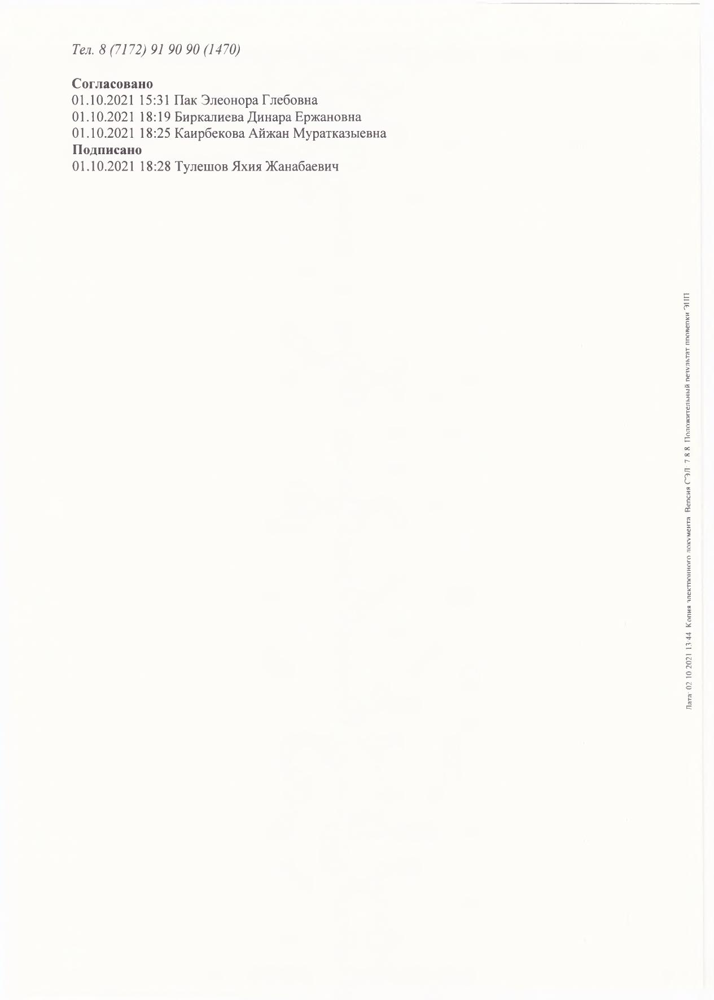 Тел. 8 (7172) 91 90 90 (1470)
Согласовано
01.10.2021 15:31 Пак Элеонора Глебовна
01.10.2021 18:19 Биркалиева Динара Ержановна
01.10.2021 18:25 Каирбекова Айжан Муратказыевна
Подписано
01.10.2021 18:28 Тулешов Яхия Жанабаевич
Дата: 02.10.2021 13:44. Копия электронного документа. Версия СЭД: 7.8.8. Положительный результат проверки ЭЦП